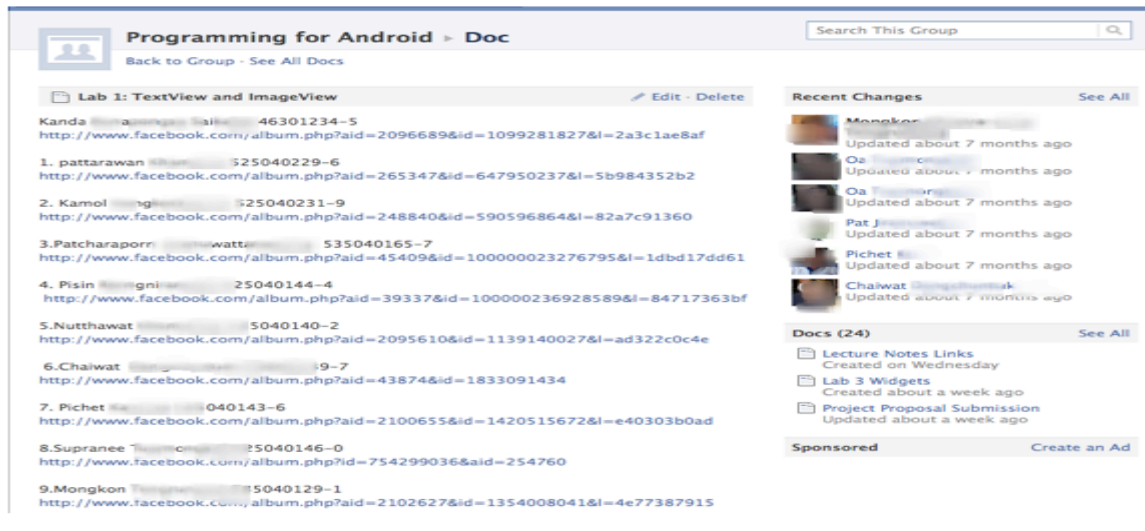 Programming for Android ▸ Doc
Back to Group · See All Docs
Search This Group
Lab 1: TextView and ImageView
Edit · Delete
Kanda 46301234-5
http://www.facebook.com/album.php?aid=2096689&id=1099281827&l=2a3c1ae8af
1. pattarawan 525040229-6
http://www.facebook.com/album.php?aid=265347&id=647950237&l=5b984352b2
2. Kamol 525040231-9
http://www.facebook.com/album.php?aid=248840&id=590596864&l=82a7c91360
3.Patcharaporn 535040165-7
http://www.facebook.com/album.php?aid=45409&id=100000023276795&l=1dbd17dd61
4. Pisin 25040144-4
http://www.facebook.com/album.php?aid=39337&id=100000236928589&l=84717363bf
5.Nutthawat 5040140-2
http://www.facebook.com/album.php?aid=2095610&id=1139140027&l=ad322c0c4e
6.Chaiwat 9-7
http://www.facebook.com/album.php?aid=43874&id=1833091434
7. Pichet 040143-6
http://www.facebook.com/album.php?aid=2100655&id=1420515672&l=e40303b0ad
8.Supranee 25040146-0
http://www.facebook.com/album.php?id=754299036&aid=254760
9.Mongkon 5040129-1
http://www.facebook.com/album.php?aid=2102627&id=1354008041&l=4e77387915
Recent Changes
See All
Mongkon
Updated about 7 months ago
Oa
Updated about 7 months ago
Oa
Updated about 7 months ago
Pat
Updated about 7 months ago
Pichet
Updated about 7 months ago
Chaiwat
Updated about 7 months ago
Docs (24)
See All
Lecture Notes Links
Created on Wednesday
Lab 3 Widgets
Created about a week ago
Project Proposal Submission
Updated about a week ago
Sponsored
Create an Ad